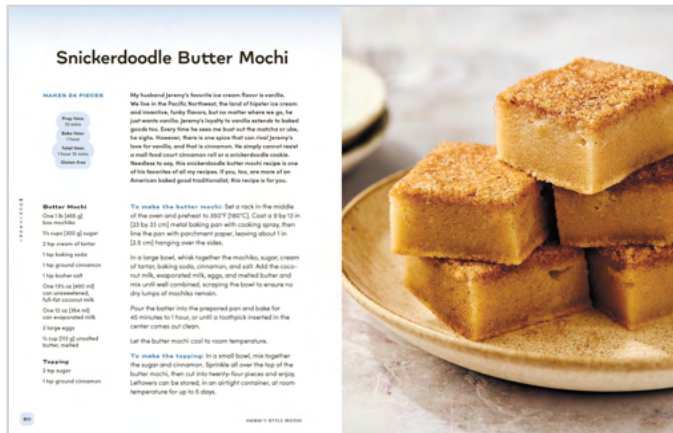 Snickerdoodle Butter Mochi
MAKES 24 PIECES
Prep time:
10 mins
Bake time:
1 hour
Total time:
1 hour 10 mins
Gluten-free
My husband Jeremy's favorite ice cream flavor is vanilla.
We live in the Pacific Northwest, the land of hipster ice cream
and inventive, funky flavors, but no matter where we go, he
just wants vanilla. Jeremy's loyalty to vanilla extends to baked
goods too. Every time he sees me bust out the matcha or ube,
he sighs. However, there is one spice that can rival Jeremy's
love for vanilla, and that is cinnamon. He simply cannot resist
a mall food court cinnamon roll or a snickerdoodle cookie.
Needless to say, this snickerdoodle butter mochi recipe is one
of his favorites of all my recipes. If you, too, are more of an
American baked good traditionalist, this recipe is for you.
Butter Mochi
One 1 lb [455 g]
box mochiko
1½ cups [300 g] sugar
2 tsp cream of tartar
1 tsp baking soda
1 tsp ground cinnamon
1 tsp kosher salt
One 13½ oz [400 ml]
can unsweetened,
full-fat coconut milk
One 12 oz [354 ml]
can evaporated milk
2 large eggs
½ cup [113 g] unsalted
butter, melted
Topping
2 tsp sugar
1 tsp ground cinnamon
To make the butter mochi: Set a rack in the middle
of the oven and preheat to 350°F [180°C]. Coat a 9 by 13 in
[23 by 33 cm] metal baking pan with cooking spray, then
line the pan with parchment paper, leaving about 1 in
[2.5 cm] hanging over the sides.
In a large bowl, whisk together the mochiko, sugar, cream
of tartar, baking soda, cinnamon, and salt. Add the coco-
nut milk, evaporated milk, eggs, and melted butter and
mix until well combined, scraping the bowl to ensure no
dry lumps of mochiko remain.
Pour the batter into the prepared pan and bake for
45 minutes to 1 hour, or until a toothpick inserted in the
center comes out clean.
Let the butter mochi cool to room temperature.
To make the topping: In a small bowl, mix together
the sugar and cinnamon. Sprinkle all over the top of the
butter mochi, then cut into twenty-four pieces and enjoy.
Leftovers can be stored, in an airtight container, at room
temperature for up to 5 days.
HAWAI'I-STYLE MOCHI